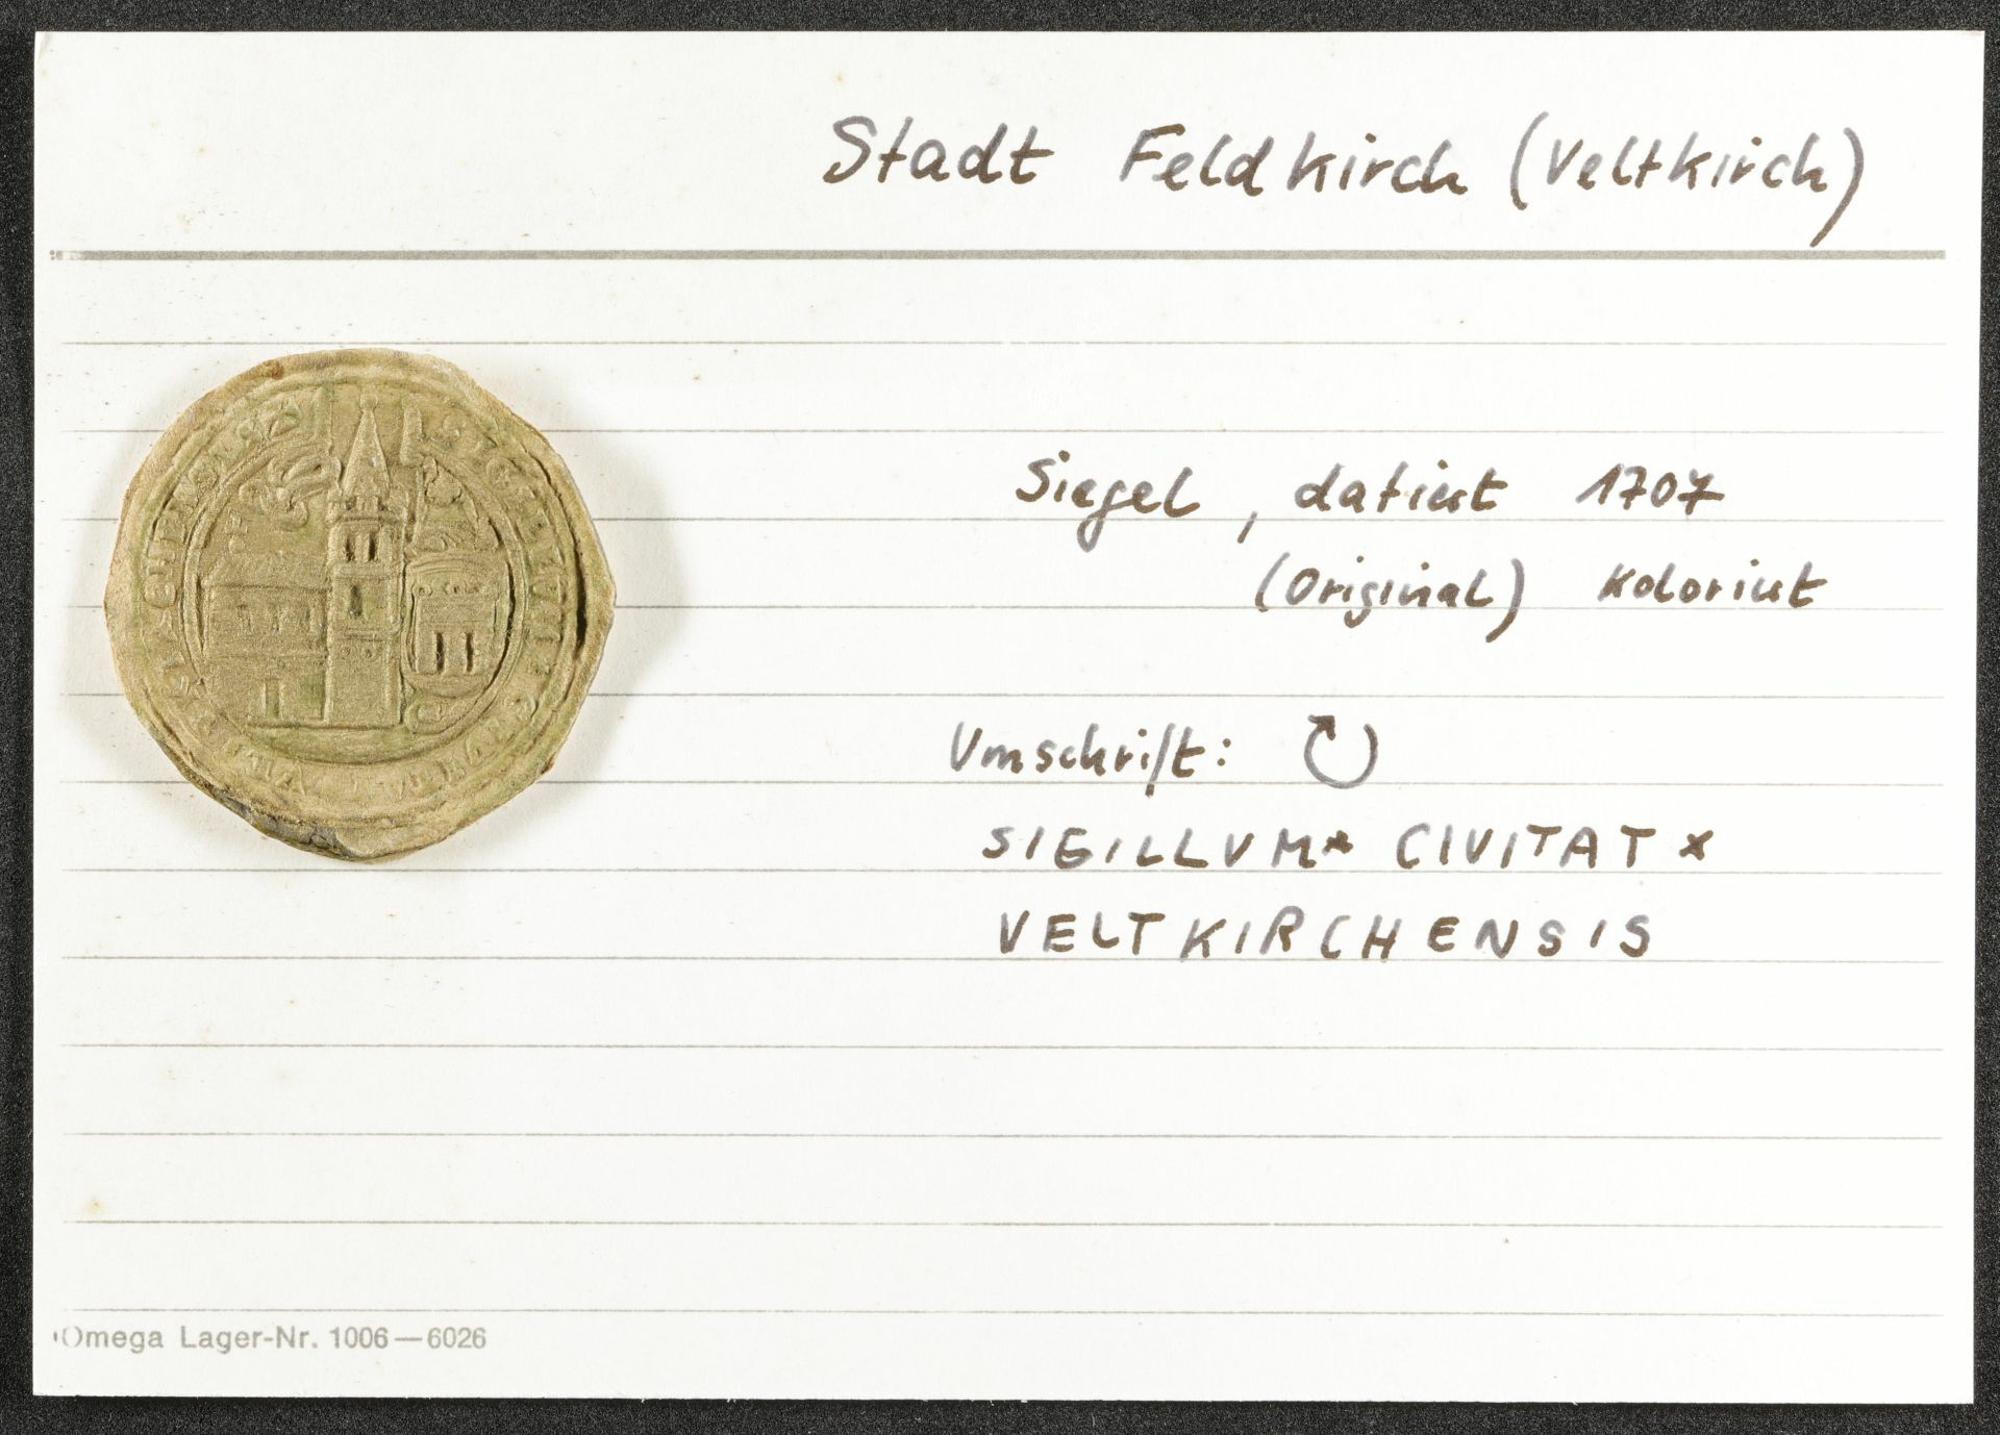 Stadt Feldkirch (Veltkirch)
Siegel, datiert 1707
(Original) koloriert
Umschrift: ↻
SIGILLVM* CIVITAT *
VELTKIRCHENSIS
Omega Lager-Nr. 1006—6026